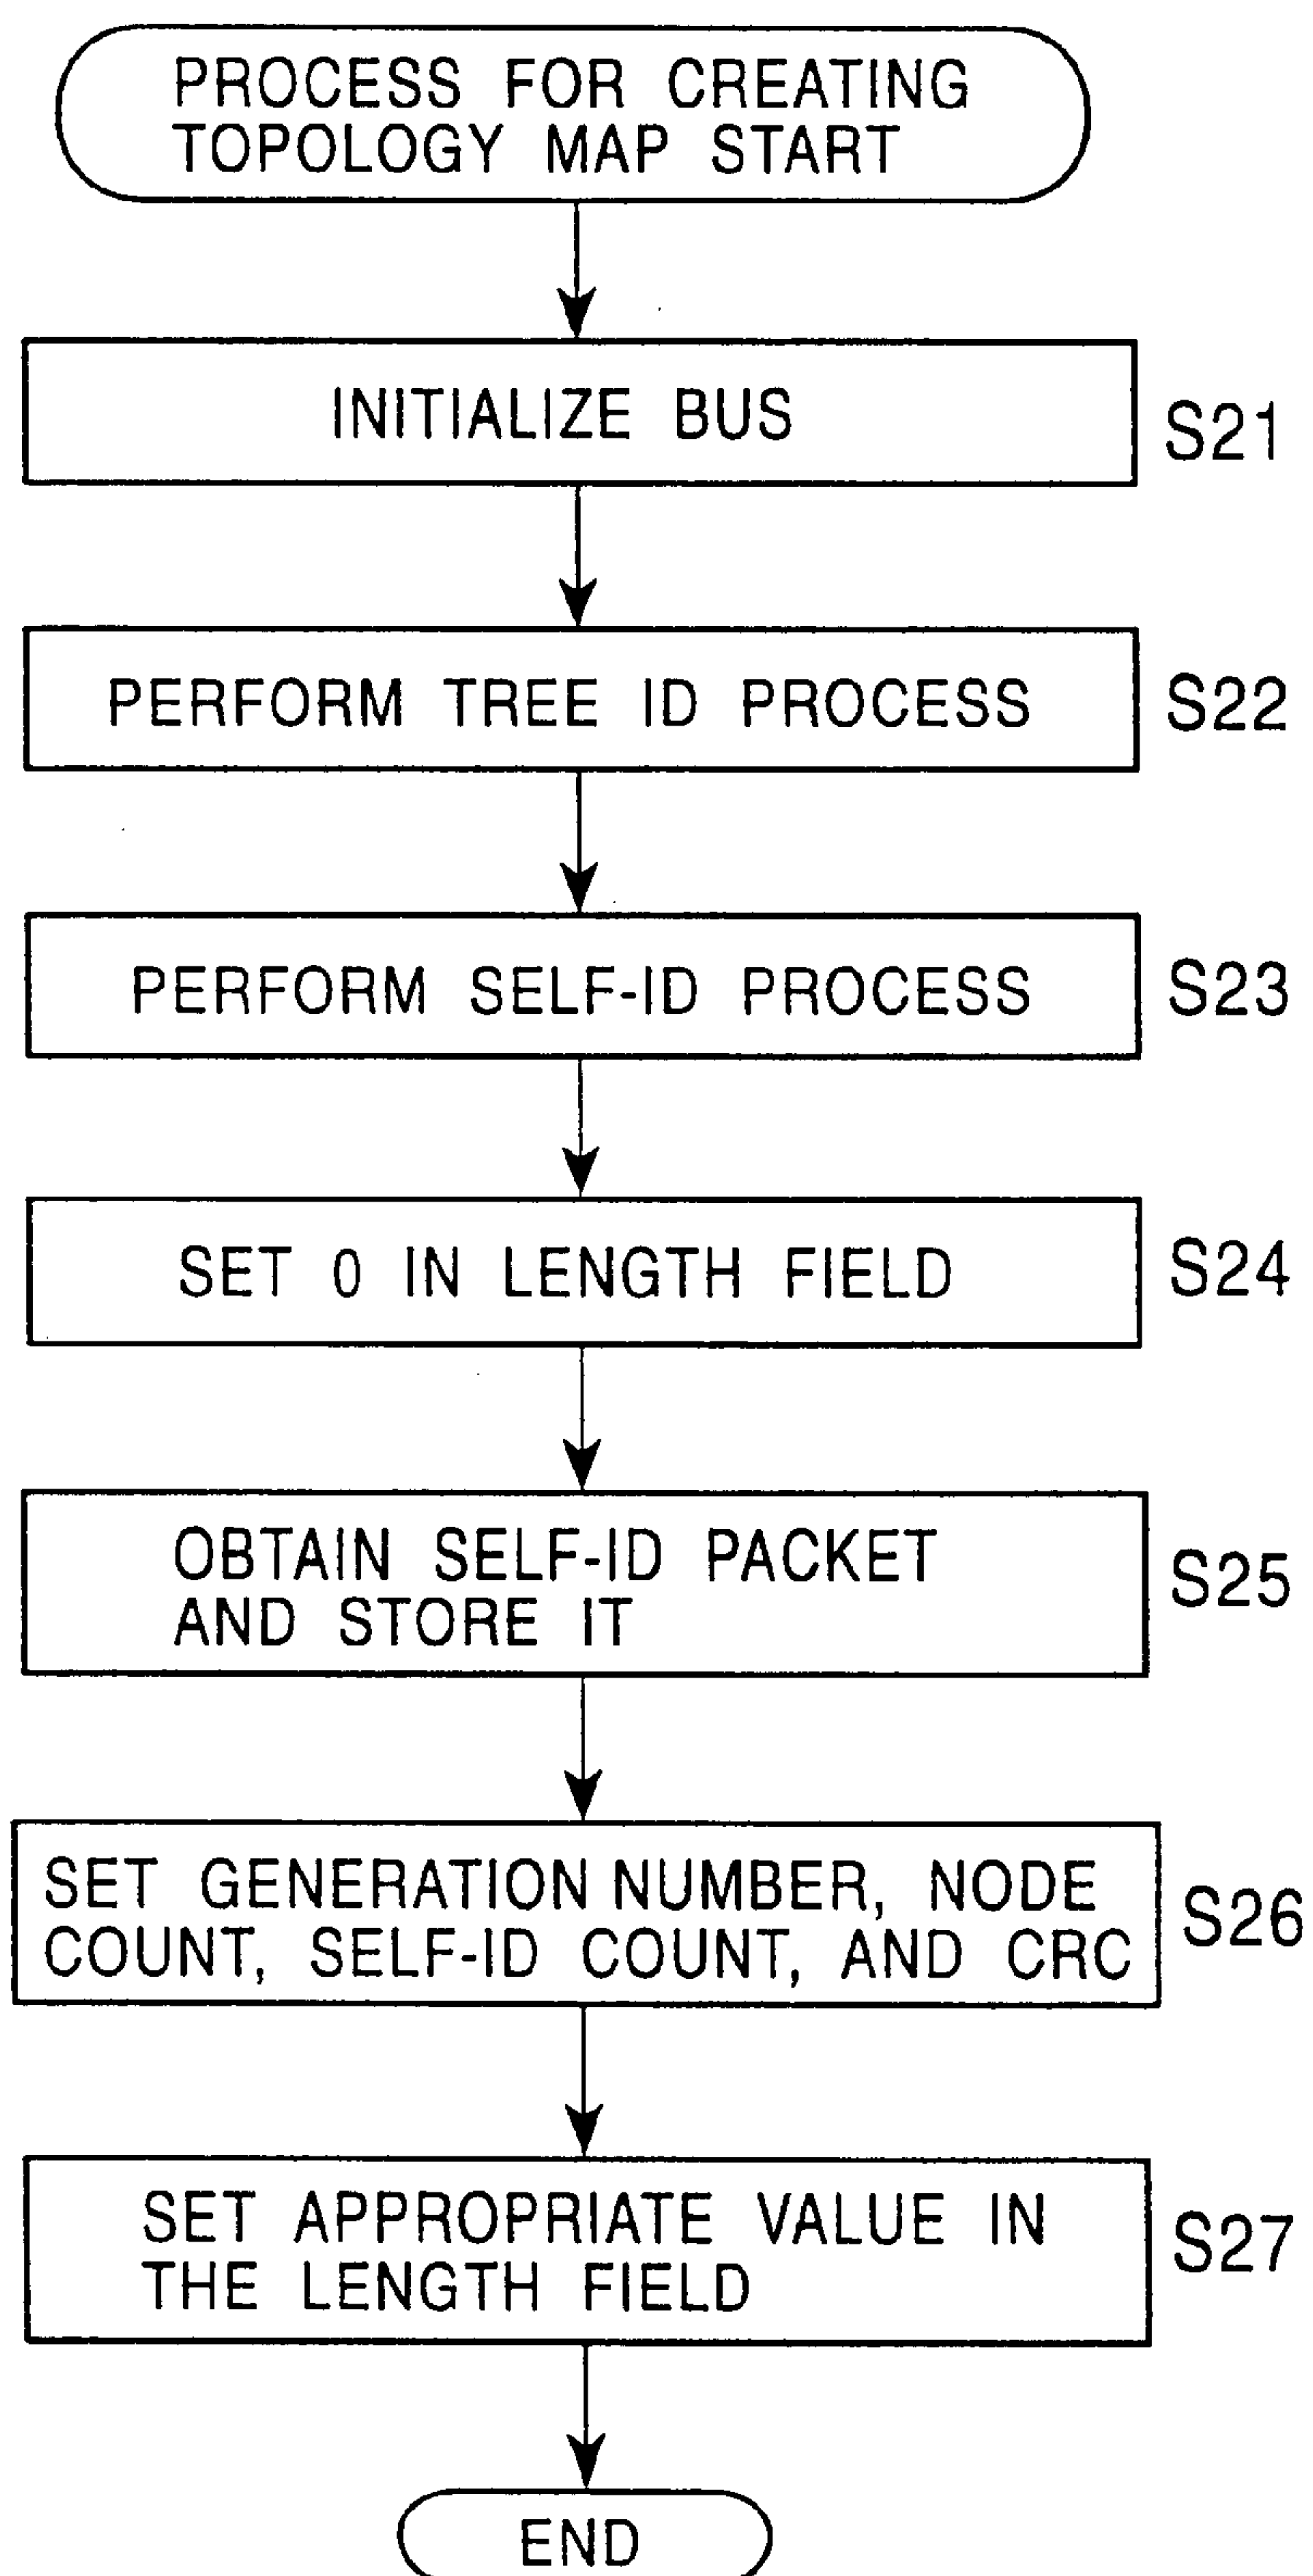 PROCESS FOR CREATING
TOPOLOGY MAP START
INITIALIZE BUS
S21
PERFORM TREE ID PROCESS
S22
PERFORM SELF-ID PROCESS
S23
SET 0 IN LENGTH FIELD
S24
OBTAIN SELF-ID PACKET
AND STORE IT
S25
SET GENERATION NUMBER, NODE
COUNT, SELF-ID COUNT, AND CRC
S26
SET APPROPRIATE VALUE IN
THE LENGTH FIELD
S27
END